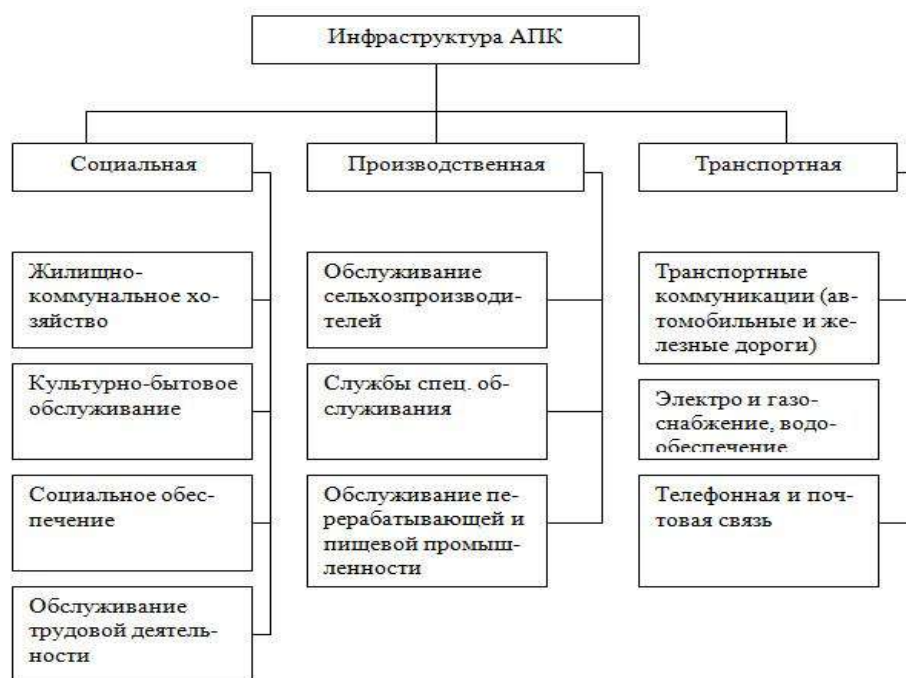 Инфраструктура АПК
Социальная
Производственная
Транспортная
Жилищно-
коммунальное хо-
зяйство
Культурно-бытовое
обслуживание
Социальное обес-
печение
Обслуживание
трудовой деятель-
ности
Обслуживание
сельхозпроизводи-
телей
Службы спец. об-
служивания
Обслуживание пе-
рерабатывающей и
пищевой промыш-
ленности
Транспортные
коммуникации (ав-
томобильные и же-
лезные дороги)
Электро и газо-
снабжение, водо-
обеспечение
Телефонная и поч-
товая связь